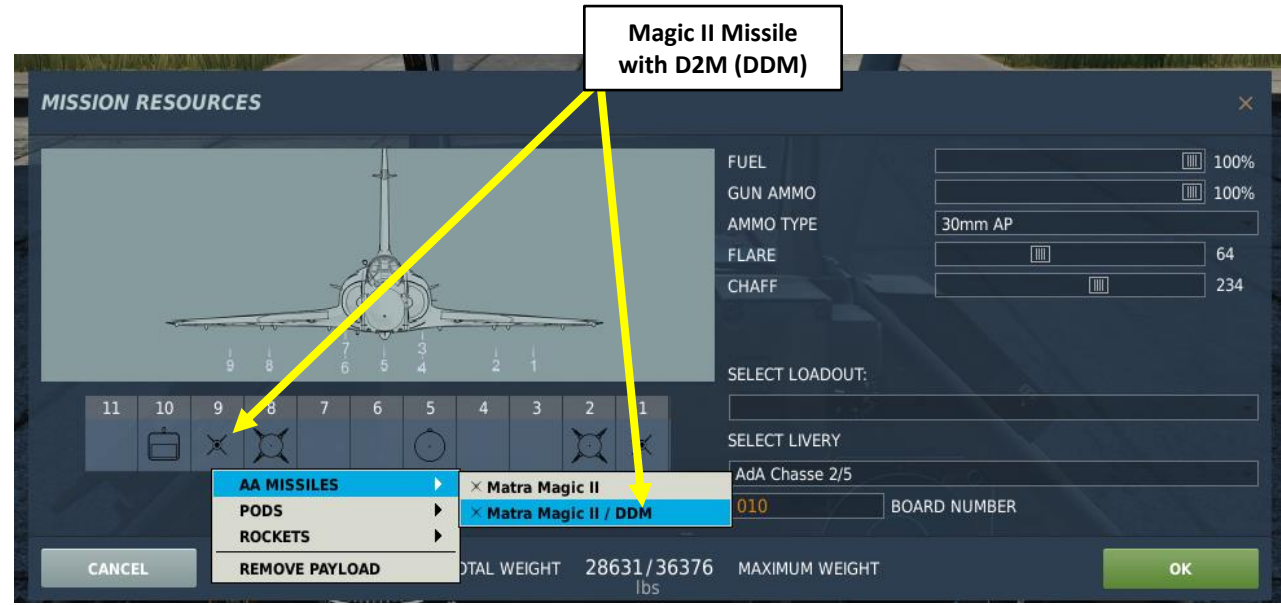 Magic II Missile
with D2M (DDM)
MISSION RESOURCES
×
FUEL 100%
GUN AMMO 100%
AMMO TYPE 30mm AP
FLARE 64
CHAFF 234
9 8 7 6 5 3 4 2 1
SELECT LOADOUT:
11 10 9 8 7 6 5 4 3 2 1
SELECT LIVERY
AdA Chasse 2/5
AA MISSILES
Matra Magic II
PODS
Matra Magic II / DDM
010 BOARD NUMBER
ROCKETS
REMOVE PAYLOAD
CANCEL
WEIGHT 28631/36376 MAXIMUM WEIGHT
lbs
OK